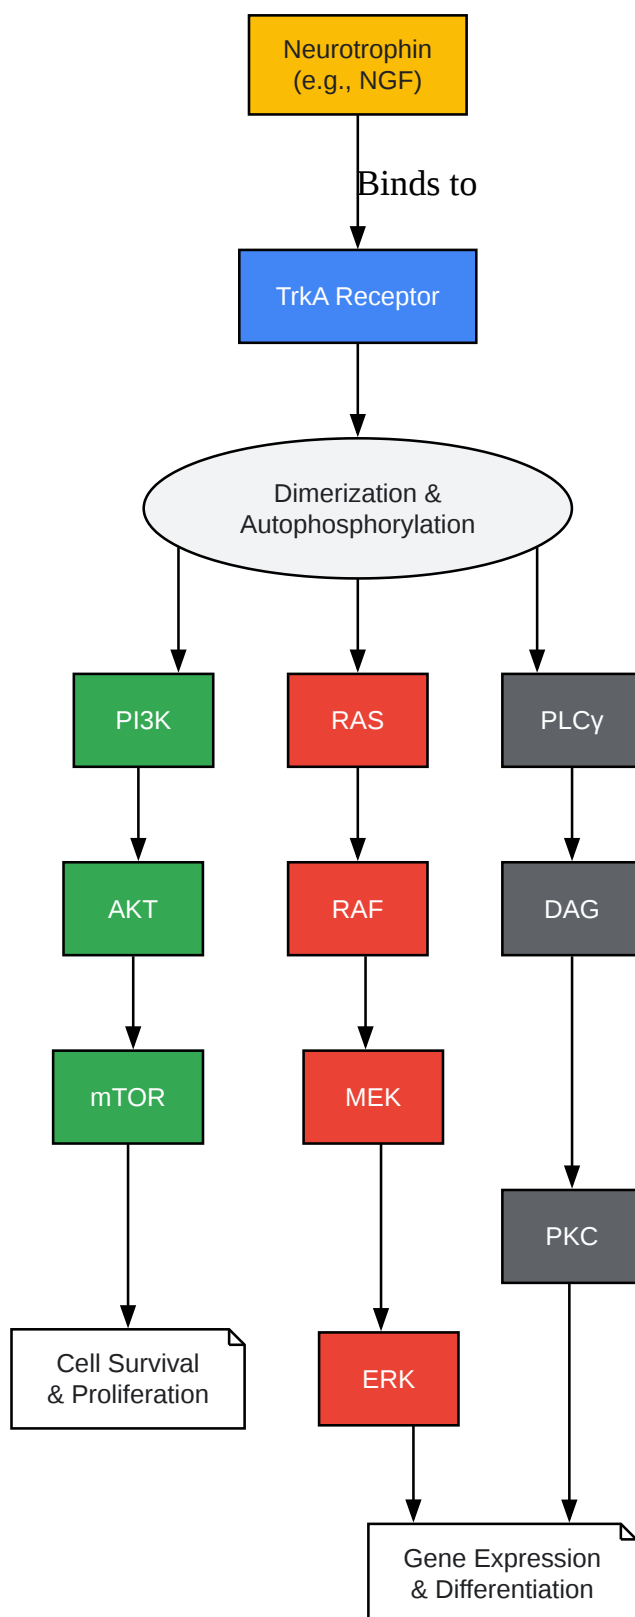 Neurotrophin
(e.g., NGF)
Binds to
TrkA Receptor
Dimerization &
Autophosphorylation
PI3K
RAS
PLCγ
AKT
RAF
DAG
mTOR
MEK
PKC
Cell Survival
& Proliferation
ERK
Gene Expression
& Differentiation